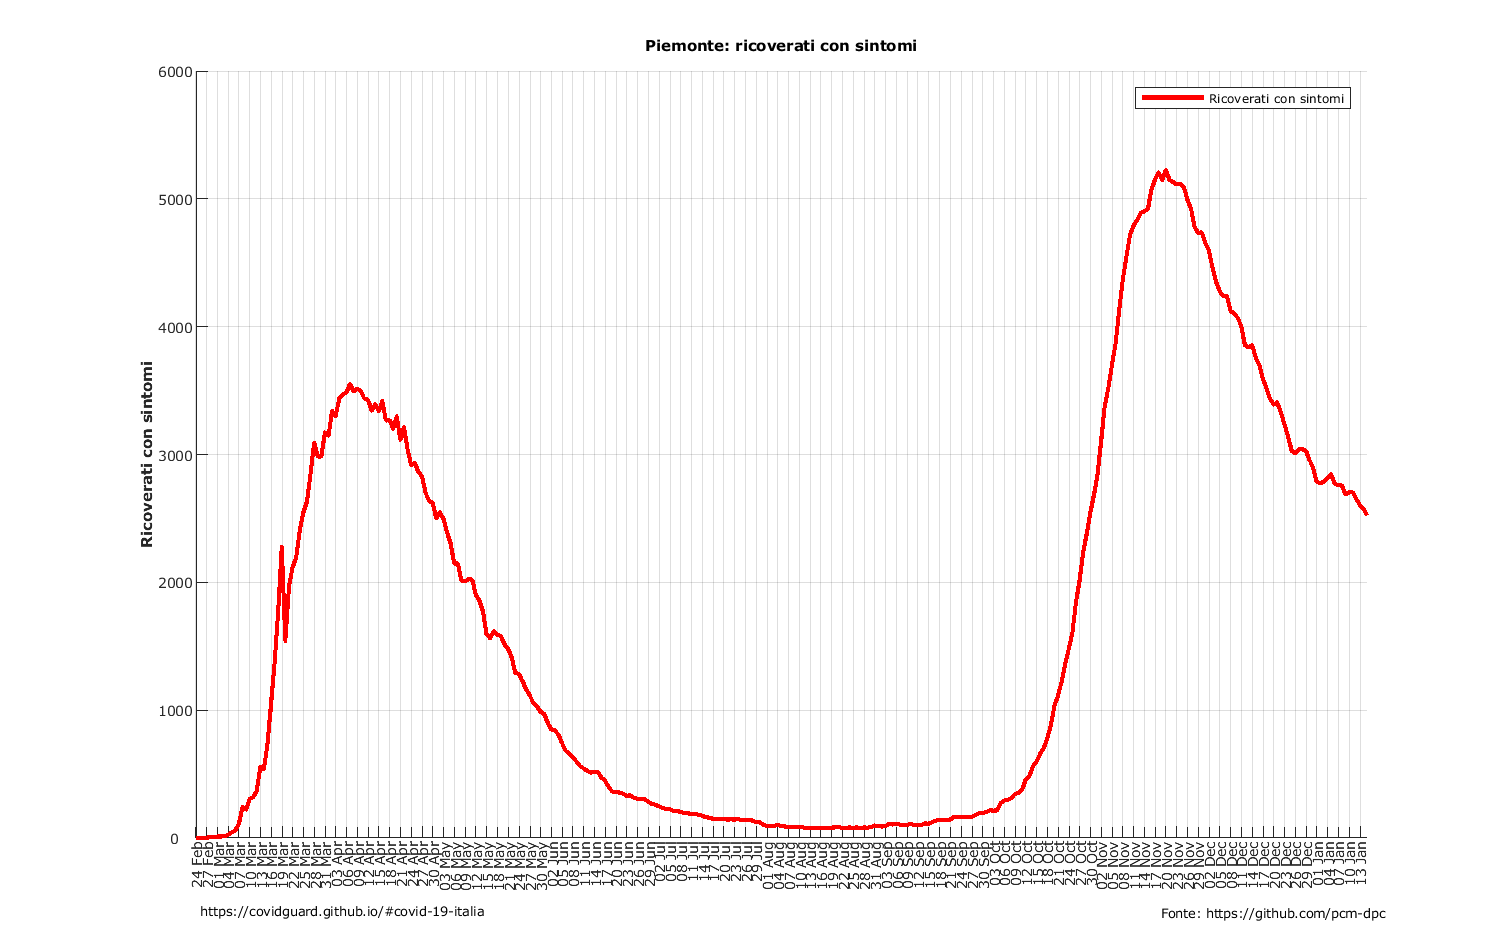 Piemonte: ricoverati con sintomi
Ricoverati con sintomi
6000
5000
4000
3000
2000
1000
0
Ricoverati con sintomi
24 Feb
27 Feb
01 Mar
04 Mar
07 Mar
10 Mar
13 Mar
16 Mar
19 Mar
22 Mar
25 Mar
28 Mar
31 Mar
03 Apr
06 Apr
09 Apr
12 Apr
15 Apr
18 Apr
21 Apr
24 Apr
27 Apr
30 Apr
03 May
06 May
09 May
12 May
15 May
18 May
21 May
24 May
27 May
30 May
02 Jun
05 Jun
08 Jun
11 Jun
14 Jun
17 Jun
20 Jun
23 Jun
26 Jun
29 Jun
02 Jul
05 Jul
08 Jul
11 Jul
14 Jul
17 Jul
20 Jul
23 Jul
26 Jul
29 Jul
01 Aug
04 Aug
07 Aug
10 Aug
13 Aug
16 Aug
19 Aug
22 Aug
25 Aug
28 Aug
31 Aug
03 Sep
06 Sep
09 Sep
12 Sep
15 Sep
18 Sep
21 Sep
24 Sep
27 Sep
30 Sep
03 Oct
06 Oct
09 Oct
12 Oct
15 Oct
18 Oct
21 Oct
24 Oct
27 Oct
30 Oct
02 Nov
05 Nov
08 Nov
11 Nov
14 Nov
17 Nov
20 Nov
23 Nov
26 Nov
29 Nov
02 Dec
05 Dec
08 Dec
11 Dec
14 Dec
17 Dec
20 Dec
23 Dec
26 Dec
29 Dec
01 Jan
04 Jan
07 Jan
10 Jan
13 Jan
https://covidguard.github.io/#covid-19-italia
Fonte: https://github.com/pcm-dpc